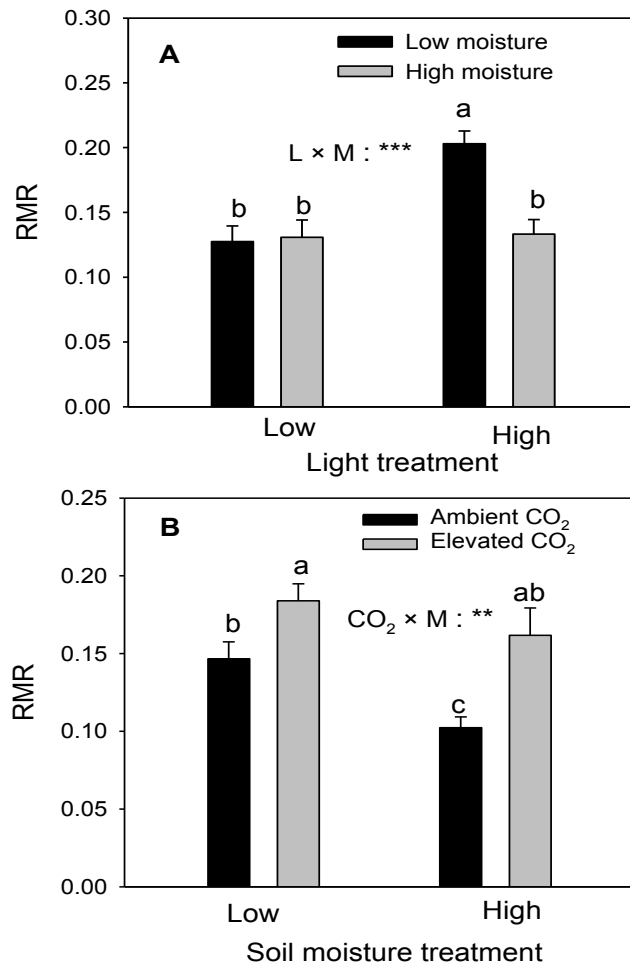 0.30
A
Low moisture
High moisture
0.25
a
0.20
L × M : ***
b
b
b
0.15
RMR
0.10
0.05
0.00
Low
High
Light treatment
0.25
B
Ambient CO₂
Elevated CO₂
0.20
a
ab
b
CO₂ × M : **
0.15
RMR
c
0.10
0.05
0.00
Low
High
Soil moisture treatment